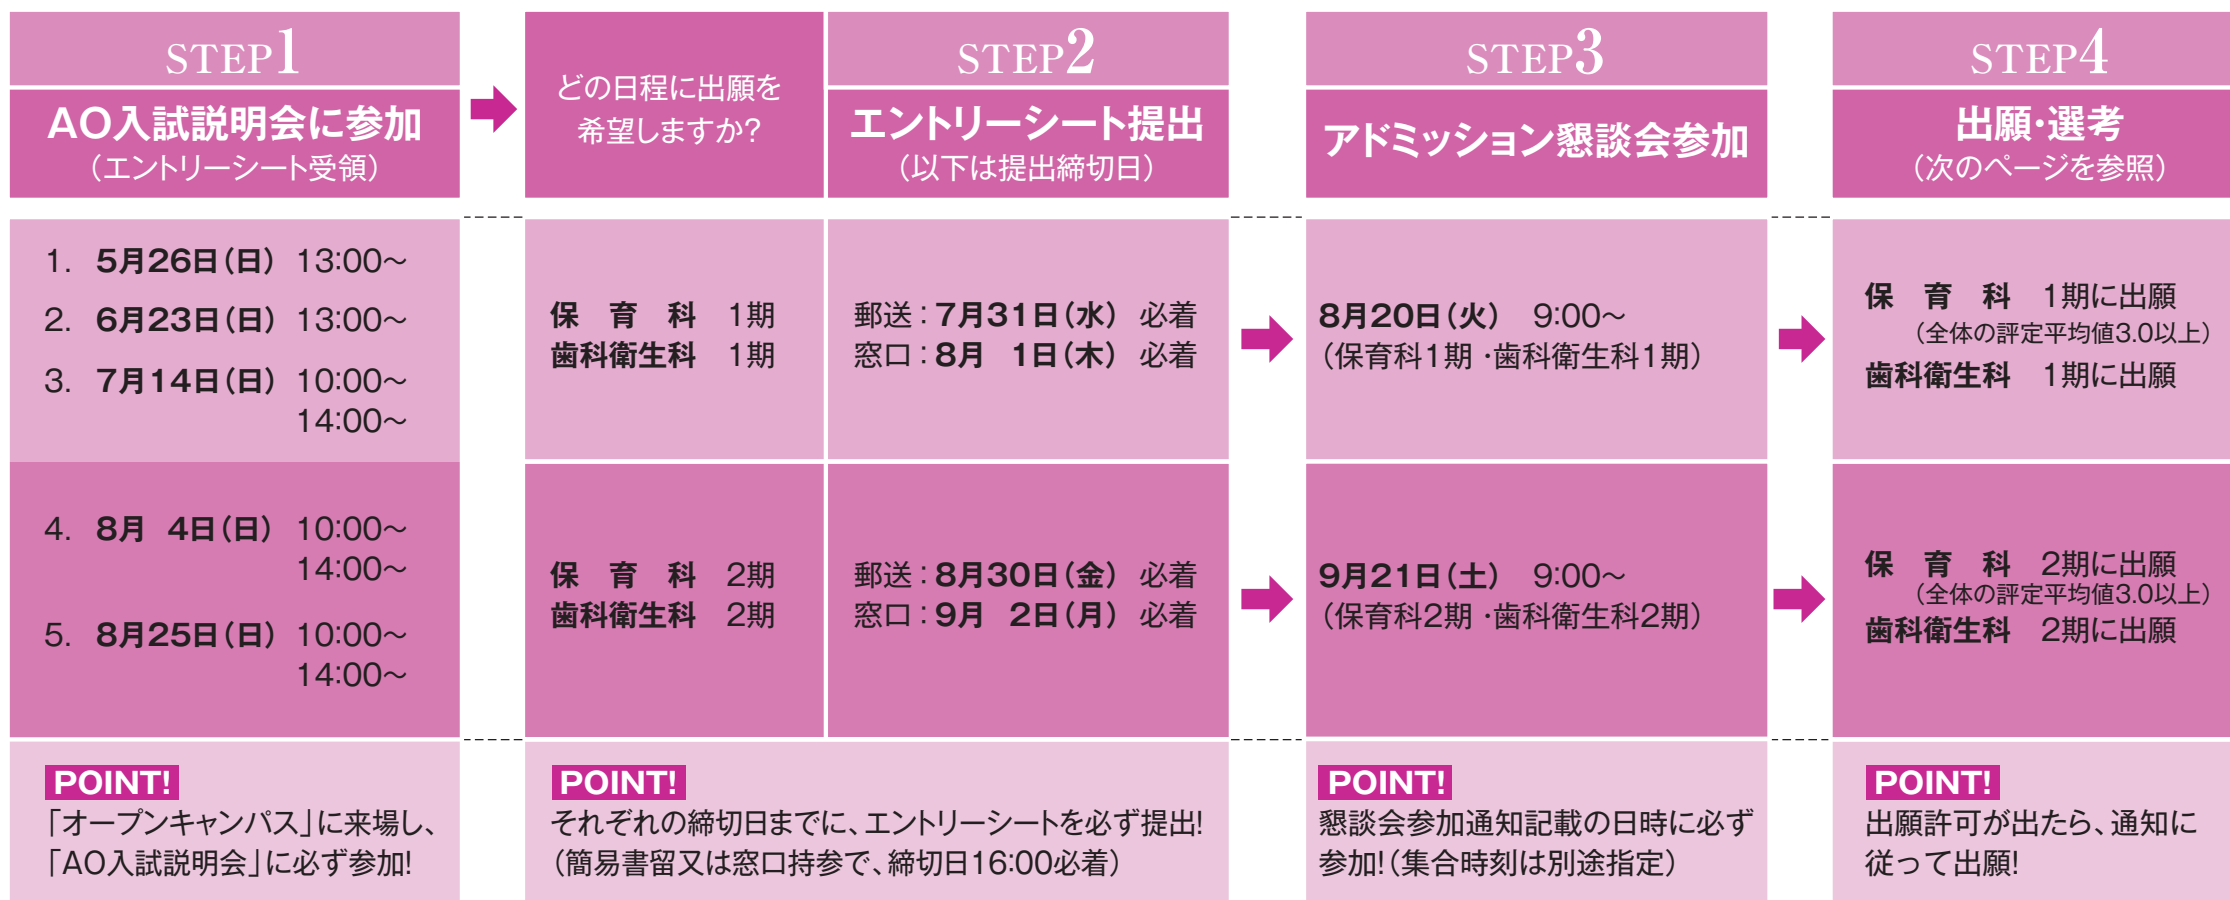 STEP1
AO入試説明会に参加
（エントリーシート受領）
どの日程に出願を
希望しますか?
STEP2
エントリーシート提出
（以下は提出締切日）
STEP3
アドミッション懇談会参加
STEP4
出願・選考
（次のページを参照）
1. 5月26日（日） 13:00～
2. 6月23日（日） 13:00～
3. 7月14日（日） 10:00～
14:00～
保　育　科　1期
歯科衛生科　1期
郵送：7月31日（水） 必着
窓口：8月　1日（木） 必着
8月20日（火）　9:00～
（保育科1期・歯科衛生科1期）
保　育　科　1期に出願
（全体の評定平均値3.0以上）
歯科衛生科　1期に出願
4. 8月　4日（日） 10:00～
14:00～
5. 8月25日（日） 10:00～
14:00～
保　育　科　2期
歯科衛生科　2期
郵送：8月30日（金） 必着
窓口：9月　2日（月） 必着
9月21日（土）　9:00～
（保育科2期・歯科衛生科2期）
保　育　科　2期に出願
（全体の評定平均値3.0以上）
歯科衛生科　2期に出願
POINT!
「オープンキャンパス」に来場し、
「AO入試説明会」に必ず参加!
POINT!
それぞれの締切日までに、エントリーシートを必ず提出!
（簡易書留又は窓口持参で、締切日16:00必着）
POINT!
懇談会参加通知記載の日時に必ず
参加!（集合時刻は別途指定）
POINT!
出願許可が出たら、通知に
従って出願!